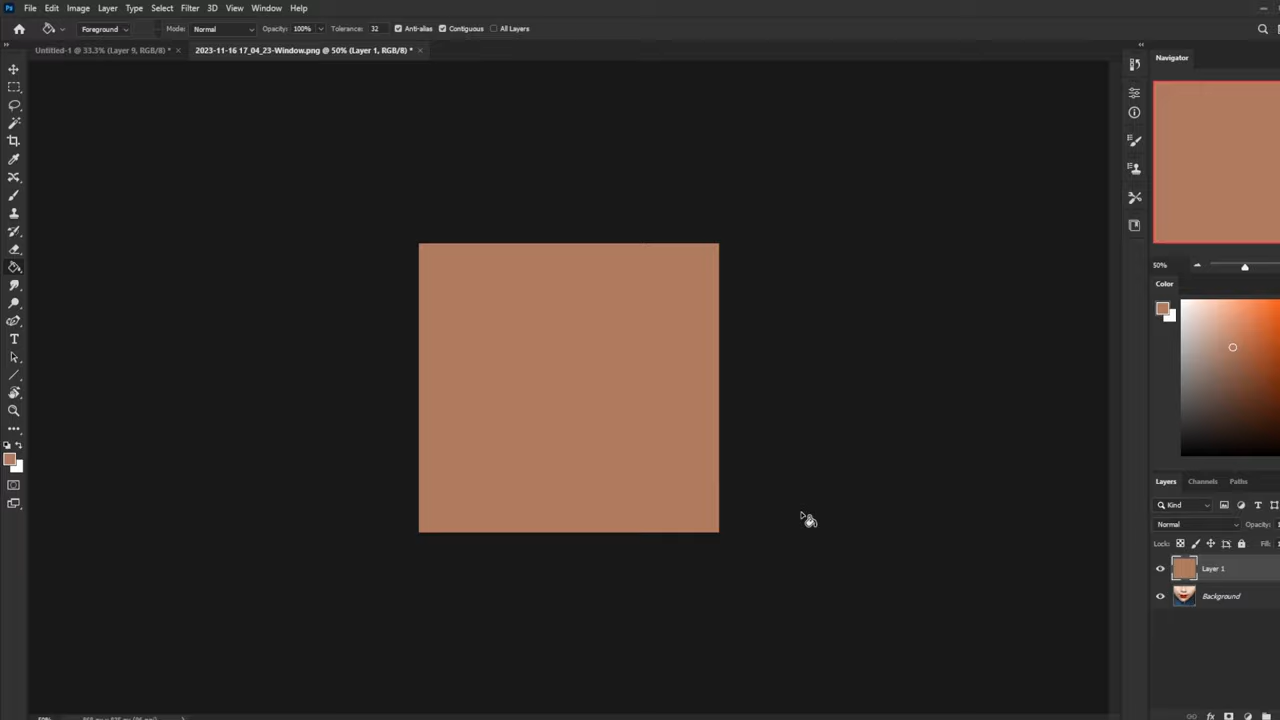 Ps File Edit Image Layer Type Select Filter 3D View Window Help
Foreground Mode: Normal Opacity: 100% Tolerance: 32 Anti-alias Contiguous All Layers
Untitled-1 @ 33.3% (Layer 9, RGB/8) * × 2023-11-16 17_04_23-Window.png @ 50% (Layer 1, RGB/8) * ×
Navigator
50%
Color
Layers Channels Paths
Kind
Normal Opacity:
Lock: Fill:
Layer 1
Background